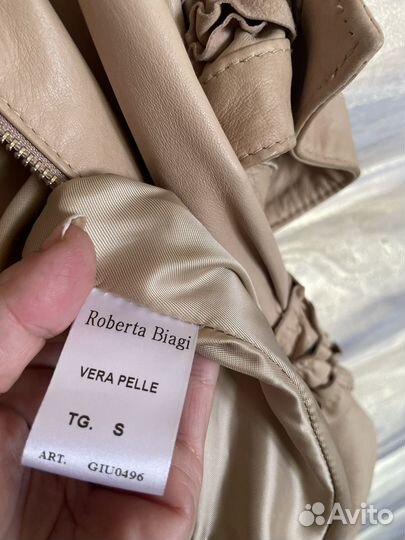 Roberta Biagi
VERA PELLE
TG. S
ART. GIU0496
Avito